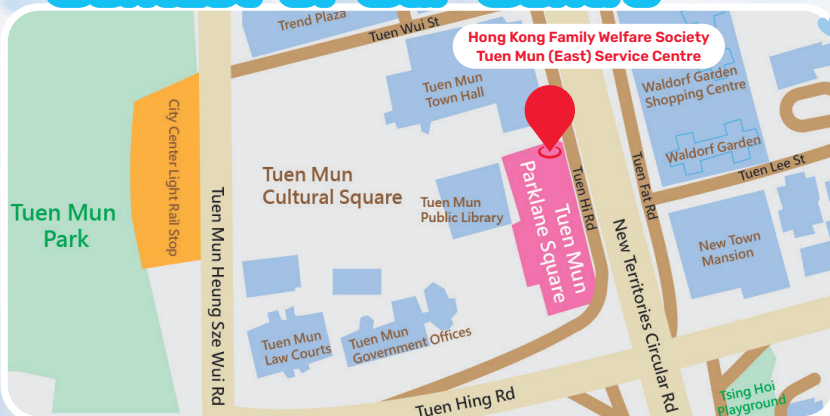 Trend Plaza
Tuen Wui St
Hong Kong Family Welfare Society
Tuen Mun (East) Service Centre
Tuen Mun
Town Hall
Waldorf Garden
Shopping Centre
Waldorf Garden
Tuen Lee St
City Center Light Rail Stop
Tuen Mun
Cultural Square
Tuen Mun
Public Library
Tuen Mun
Parklane Square
Tuen Hi Rd
Tuen Fat Rd
Tuen Mun
Park
Tuen Mun Heung Sze Wui Rd
New Territories Circular Rd
New Town
Mansion
Tuen Mun
Law Courts
Tuen Mun
Government Offices
Tuen Hing Rd
Tsing Hoi
Playground